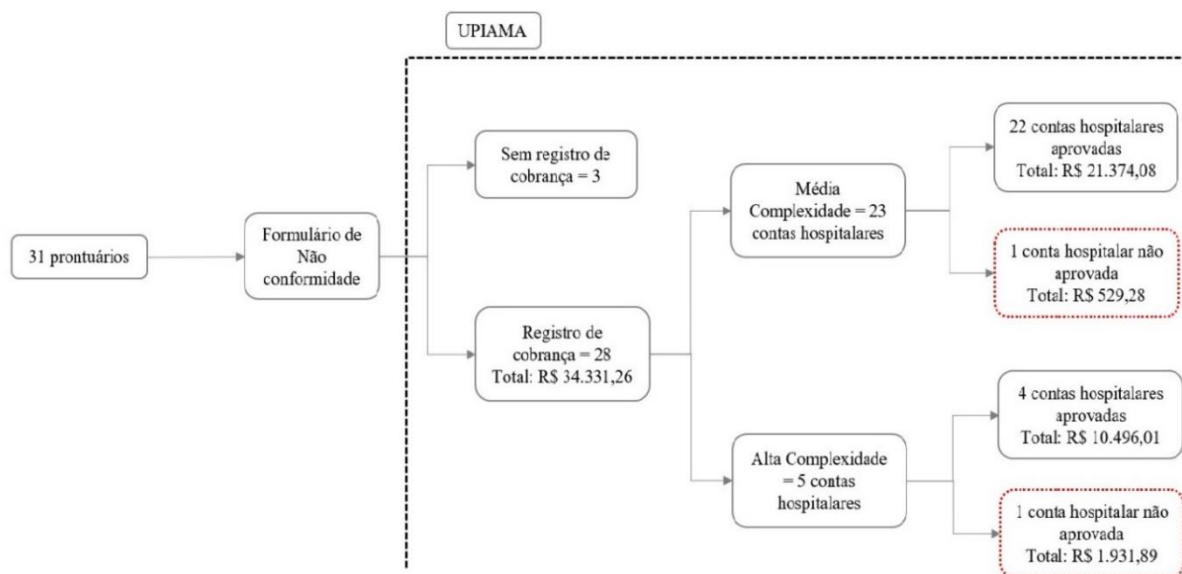 UPIAMA
31 prontuários
Formulário de
Não
conformidade
Sem registro de
cobrança = 3
Registro de
cobrança = 28
Total: R$ 34.331,26
Média
Complexidade = 23
contas hospitalares
Alta Complexidade
= 5 contas
hospitalares
22 contas hospitalares
aprovadas
Total: R$ 21.374,08
1 conta hospitalar não
aprovada
Total: R$ 529,28
4 contas hospitalares
aprovadas
Total: R$ 10.496,01
1 conta hospitalar não
aprovada
Total: R$ 1.931,89